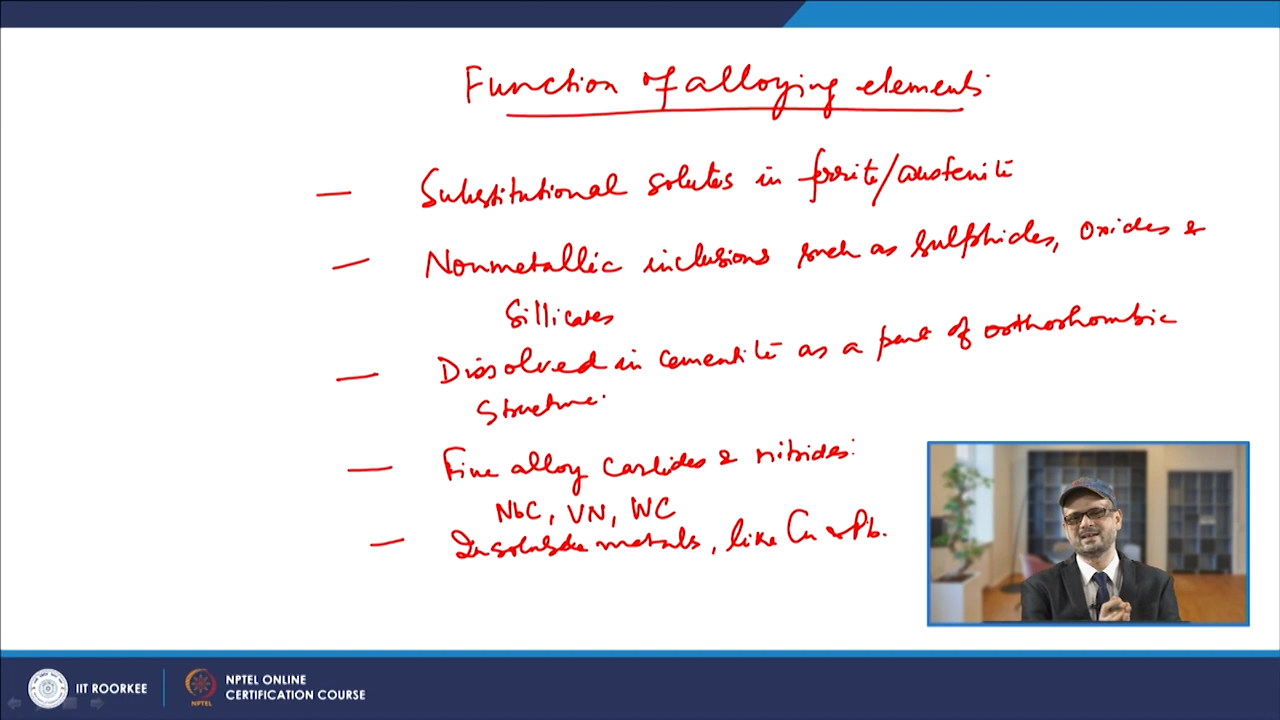 Function of alloying elements
— Substitutional solutes in ferrite/austenite
— Nonmetallic inclusions such as sulphides, oxides &
Sillicates
— Dissolved in cementite as a part of orthorhombic
structure.
— Fine alloy carbides & nitrides:
NbC, VN, WC
— Insoluble metals, like Cu & Pb.
IIT ROORKEE
NPTEL ONLINE
CERTIFICATION COURSE
NPTEL